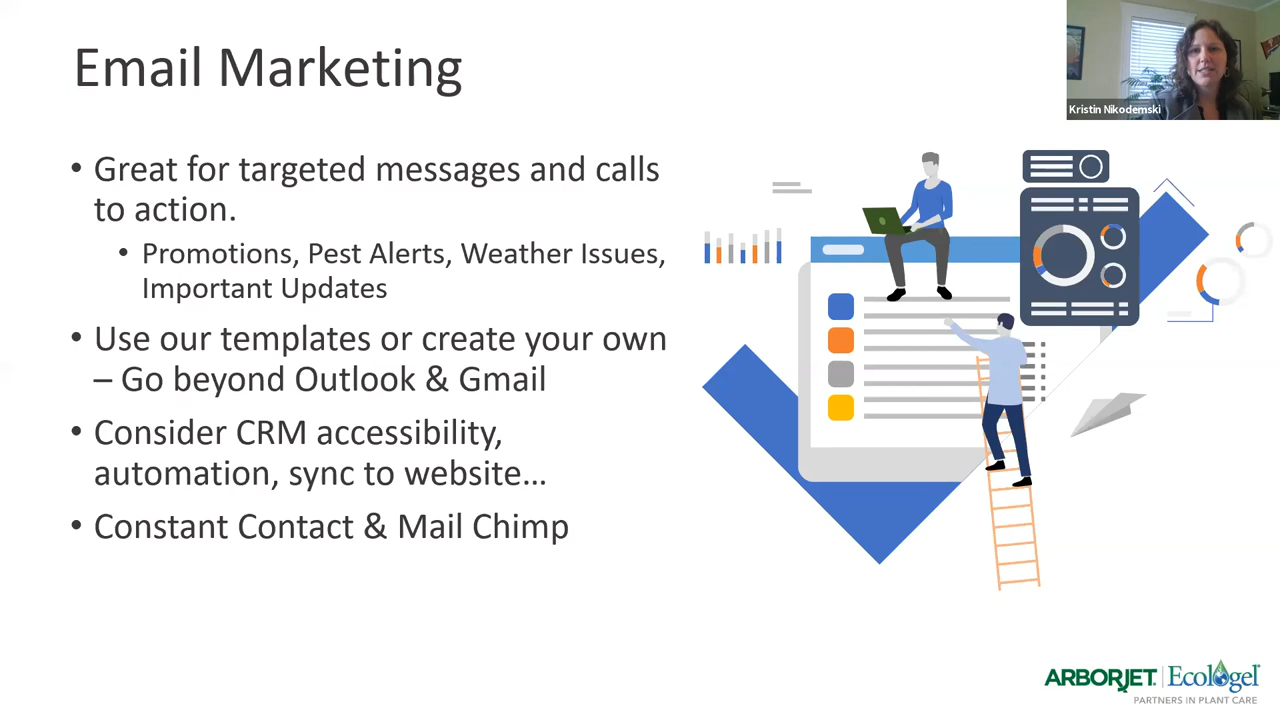 Email Marketing
Kristin Nikodemski
• Great for targeted messages and calls
to action.
• Promotions, Pest Alerts, Weather Issues,
Important Updates
• Use our templates or create your own
– Go beyond Outlook & Gmail
• Consider CRM accessibility,
automation, sync to website…
• Constant Contact & Mail Chimp
ARBORJET Ecologel
PARTNERS IN PLANT CARE